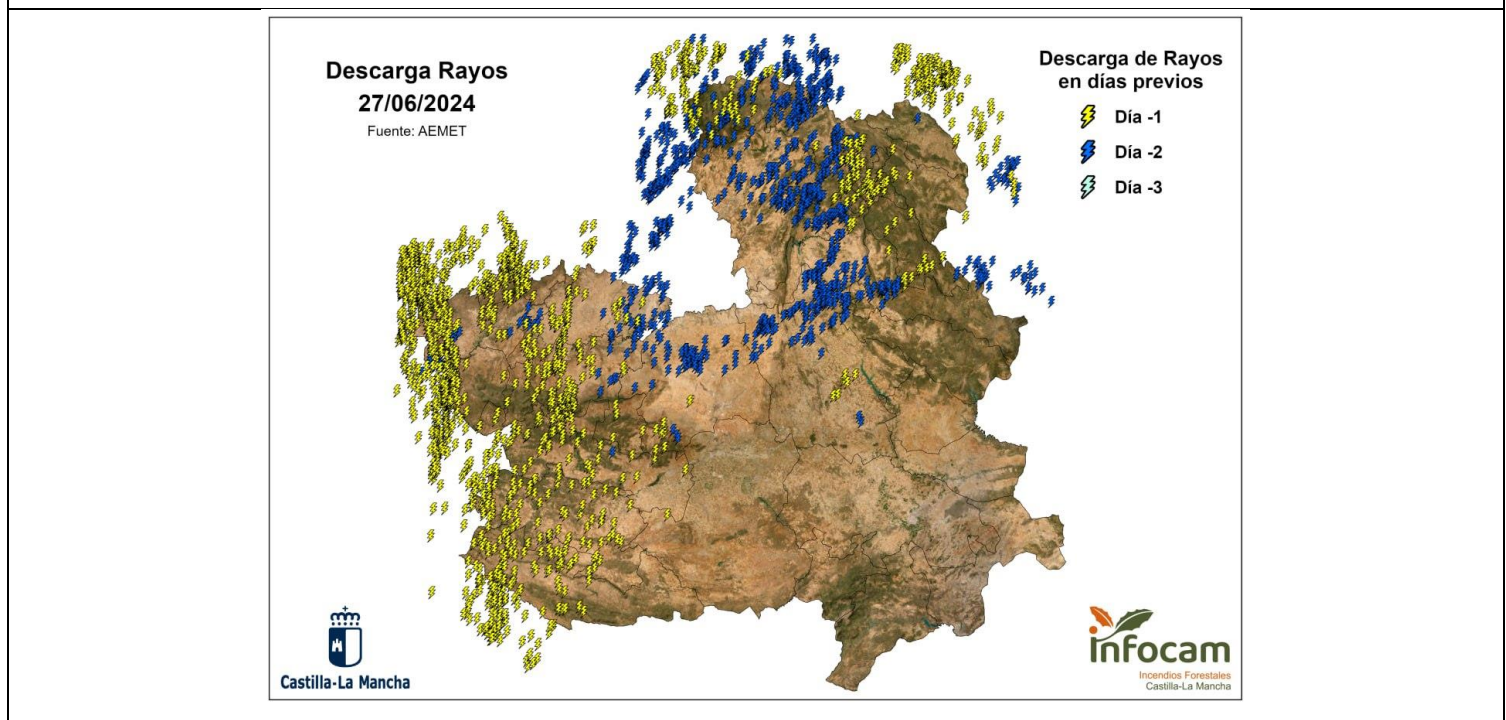 Descarga Rayos
27/06/2024
Fuente: AEMET
Descarga de Rayos
en días previos
Día -1
Día -2
Día -3
Castilla-La Mancha
infocam
Incendios Forestales
Castilla-La Mancha